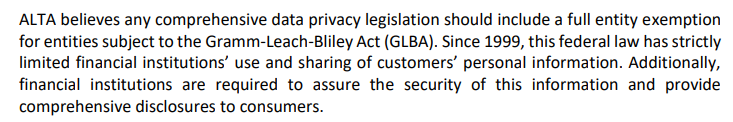 ALTA believes any comprehensive data privacy legislation should include a full entity exemption
for entities subject to the Gramm-Leach-Bliley Act (GLBA). Since 1999, this federal law has strictly
limited financial institutions’ use and sharing of customers’ personal information. Additionally,
financial institutions are required to assure the security of this information and provide
comprehensive disclosures to consumers.